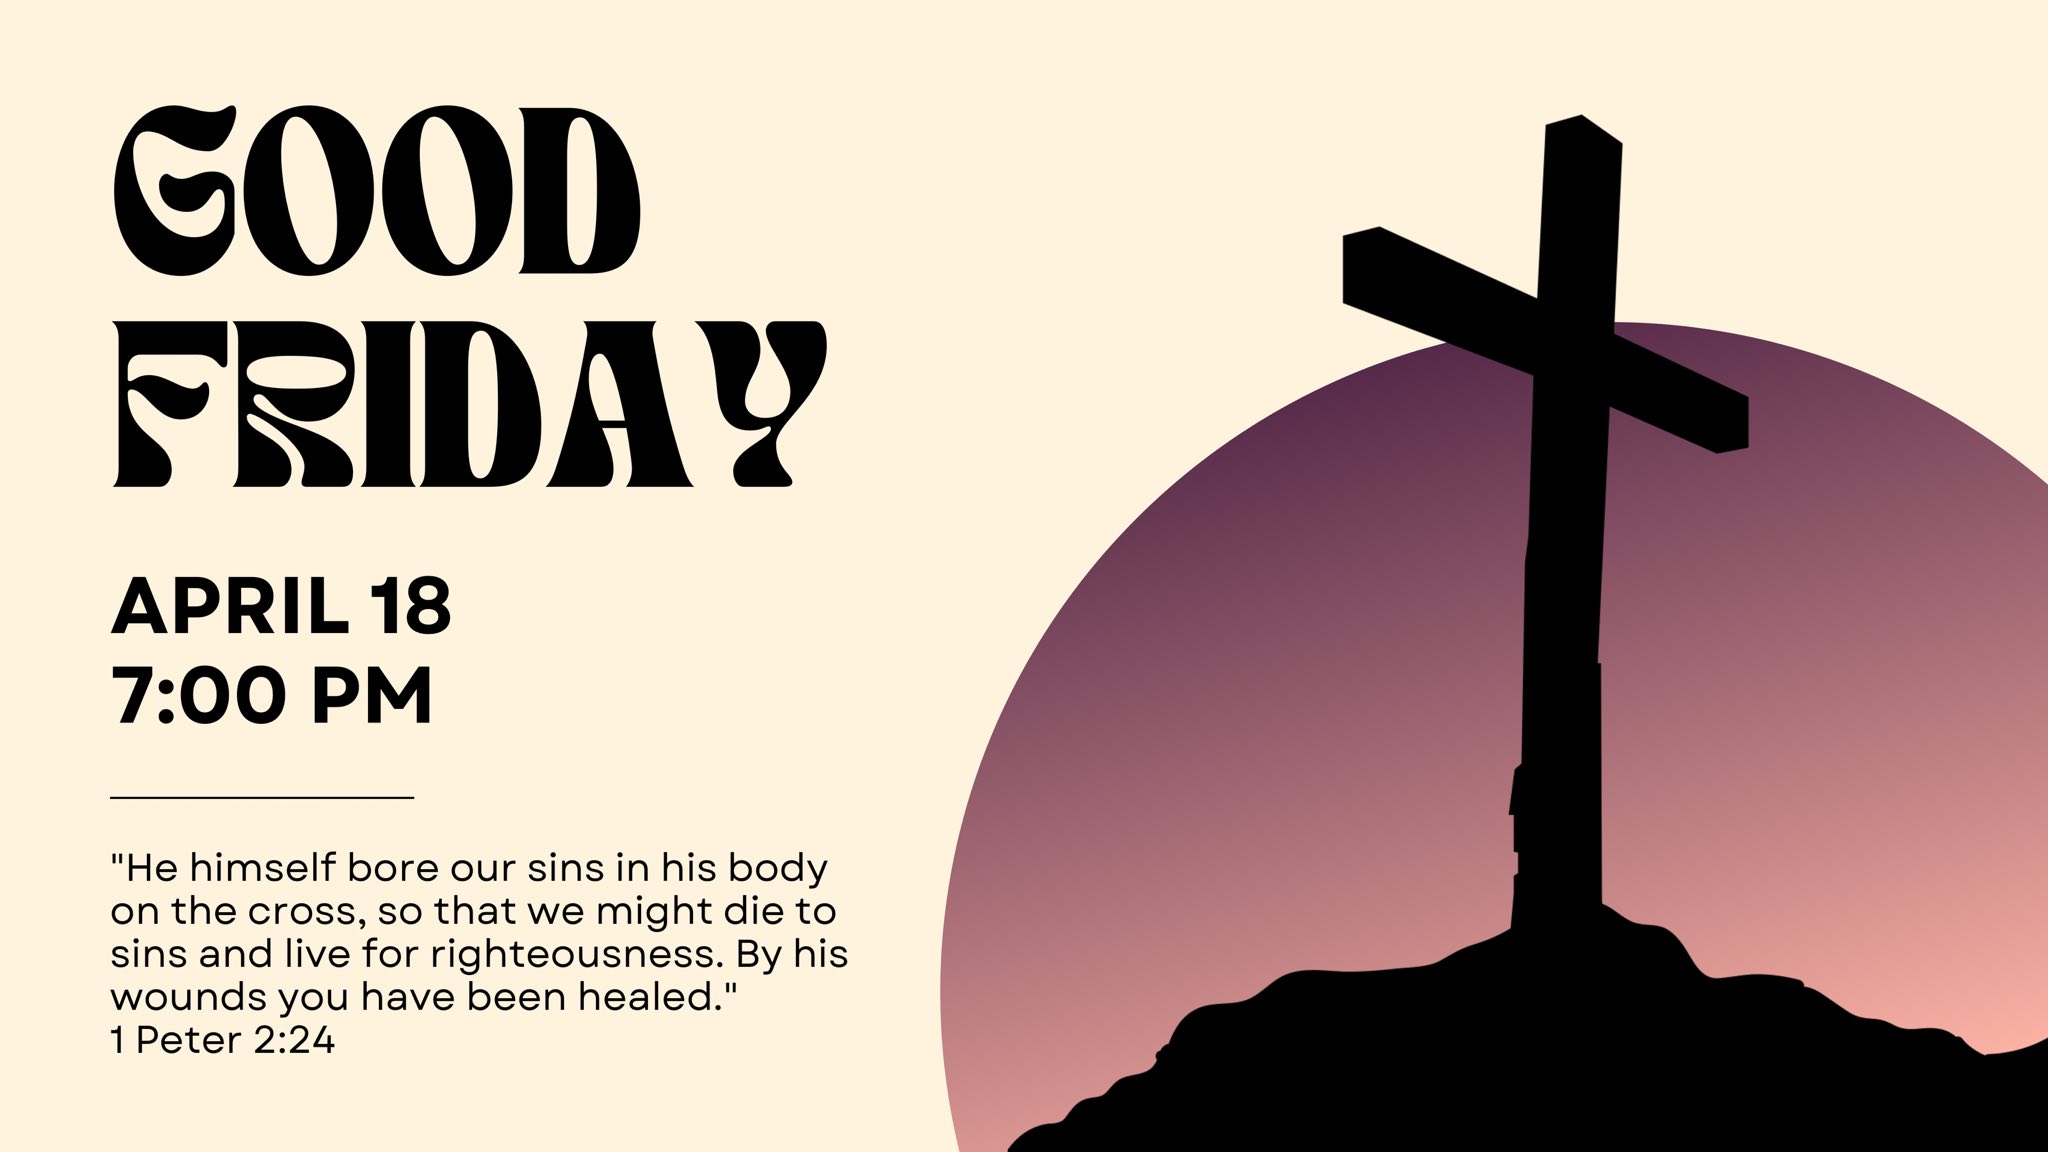 GOOD
FRIDAY
APRIL 18
7:00 PM
"He himself bore our sins in his body
on the cross, so that we might die to
sins and live for righteousness. By his
wounds you have been healed."
1 Peter 2:24